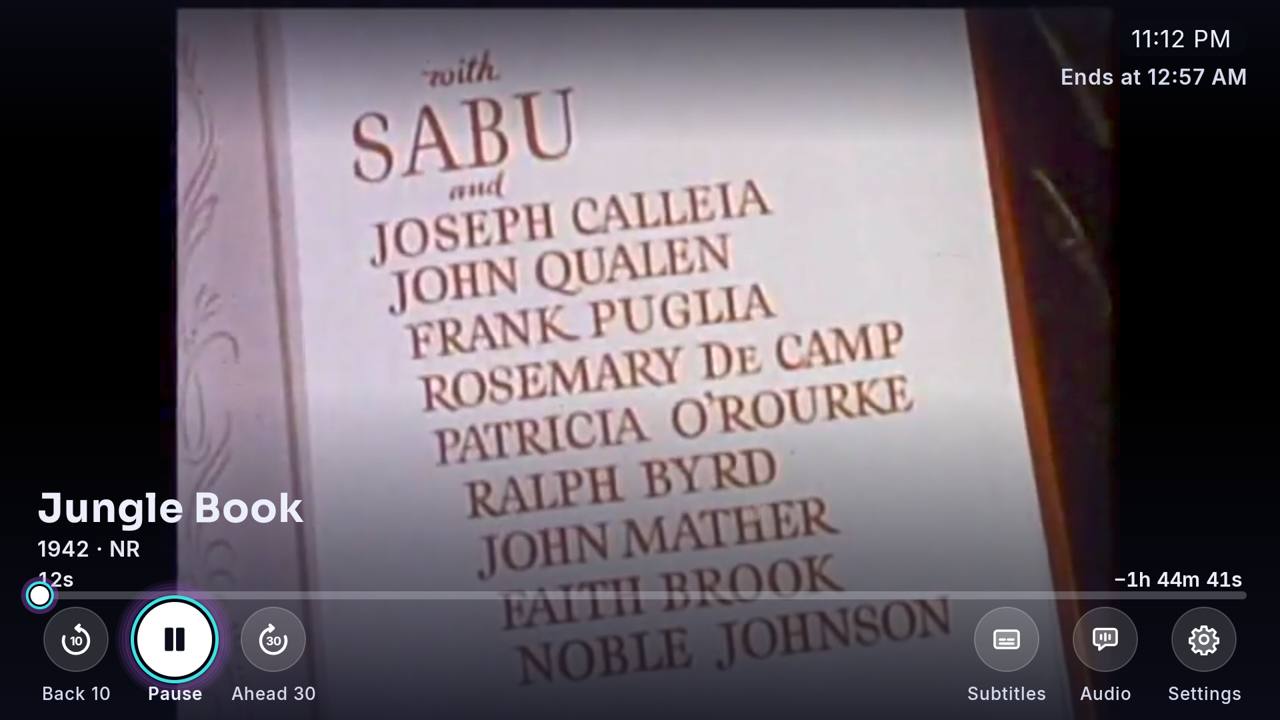 11:12 PM
Ends at 12:57 AM
with
SABU
and
JOSEPH CALLEIA
JOHN QUALEN
FRANK PUGLIA
ROSEMARY DE CAMP
PATRICIA O'ROURKE
RALPH BYRD
JOHN MATHER
FAITH BROOK
NOBLE JOHNSON
Jungle Book
1942 · NR
12s
−1h 44m 41s
10
30
Back 10
Pause
Ahead 30
Subtitles
Audio
Settings